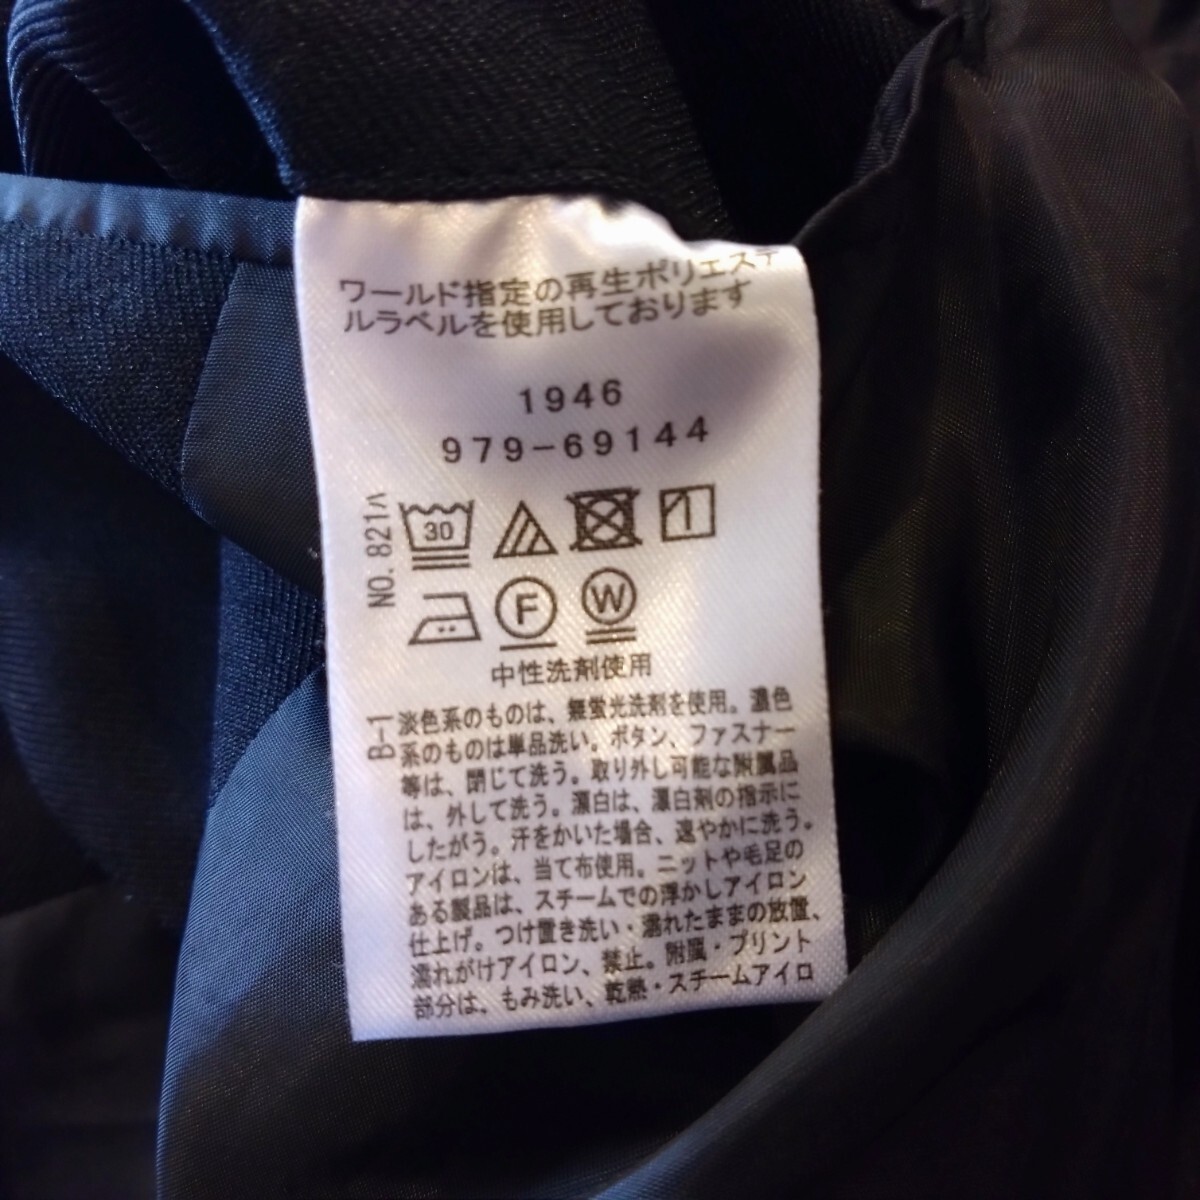 ワールド指定の再生ポリエステ
ルラベルを使用しております
1946
979-69144
NO. 821ﾊ
30
F
W
中性洗剤使用
B-1
淡色系のものは、無蛍光洗剤を使用。濃色
系のものは単品洗い。ボタン、ファスナー
等は、閉じて洗う。取り外し可能な附属品
は、外して洗う。漂白は、漂白剤の指示に
したがう。汗をかいた場合、速やかに洗う。
アイロンは、当て布使用。ニットや毛足の
ある製品は、スチームでの浮かしアイロン
仕上げ。つけ置き洗い・濡れたままの放置、
濡れがけアイロン、禁止。附属・プリント
部分は、もみ洗い、乾熱・スチームアイロ